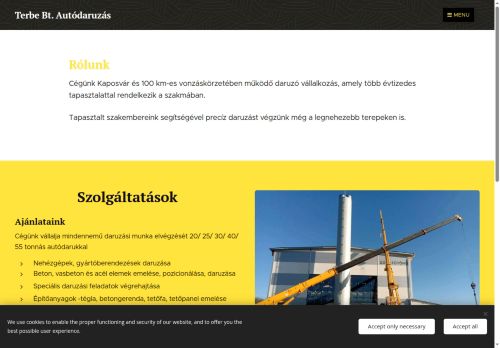 Terbe Bt. Autódaruzás
MENU
Rólunk
Cégünk Kaposvár és 100 km-es vonzáskörzetében működő daruzó vállalkozás, amely több évtizedes
tapasztalattal rendelkezik a szakmában.
Tapasztalt szakembereink segítségével precíz daruzást végzünk még a legnehezebb terepeken is.
Szolgáltatások
Ajánlataink
Cégünk vállalja mindennemű daruzási munka elvégzését 20/ 25/ 30/ 40/
55 tonnás autódarukkal
Nehézgépek, gyártóberendezések daruzása
Beton, vasbeton és acél elemek emelése, pozicionálása, daruzása
Speciális daruzási feladatok végrehajtása
Építőanyagok -tégla, betongerenda, tetőfa, tetőpanel emelése
We use cookies to enable the proper functioning and security of our website, and to offer you the
best possible user experience.
Accept only necessary
Accept all